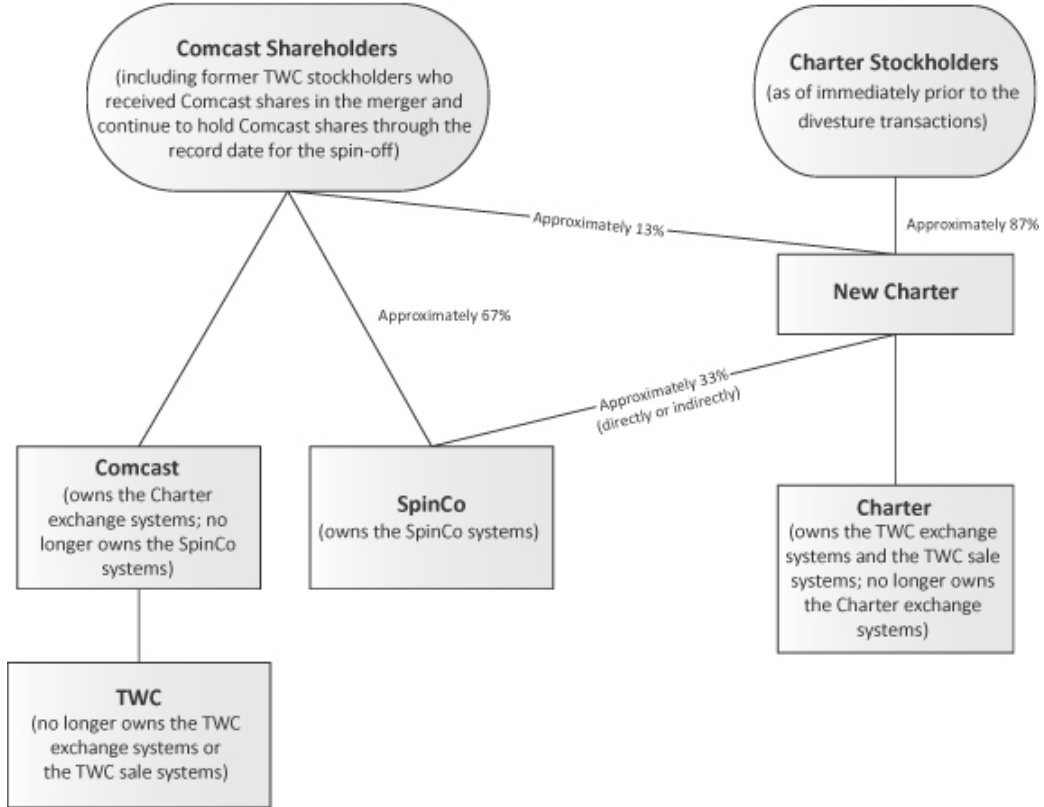 Comcast Shareholders
(including former TWC stockholders who
received Comcast shares in the merger and
continue to hold Comcast shares through the
record date for the spin-off)
Charter Stockholders
(as of immediately prior to the
divesture transactions)
Approximately 13%
Approximately 87%
New Charter
Approximately 67%
Approximately 33%
(directly or indirectly)
Comcast
(owns the Charter
exchange systems; no
longer owns the SpinCo
systems)
SpinCo
(owns the SpinCo systems)
Charter
(owns the TWC exchange
systems and the TWC sale
systems; no longer owns
the Charter exchange
systems)
TWC
(no longer owns the TWC
exchange systems or
the TWC sale systems)